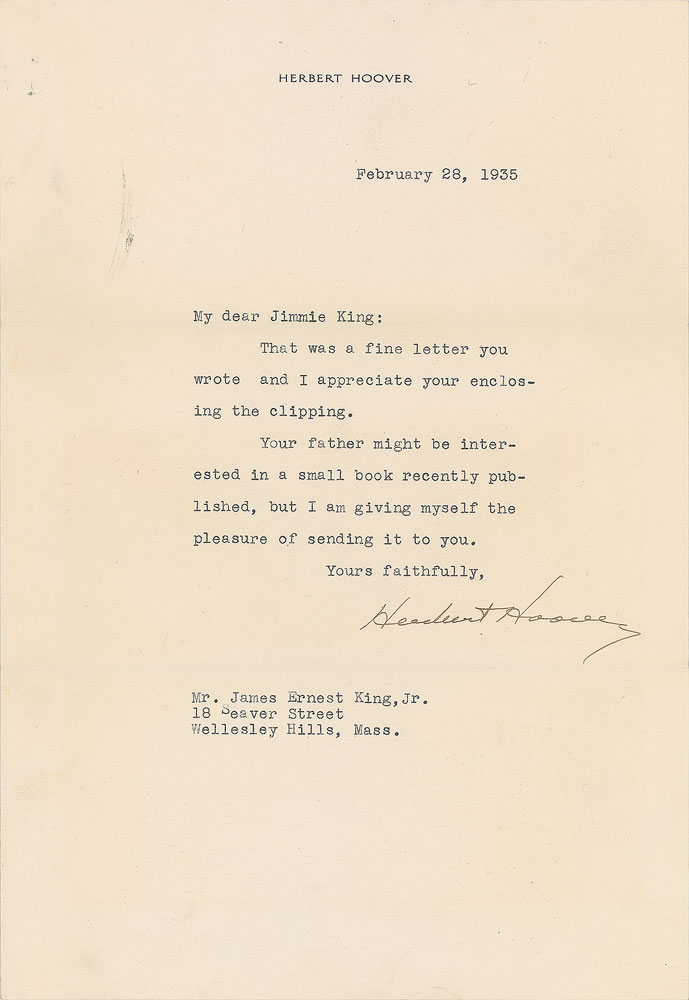 HERBERT HOOVER
February 28, 1935
My dear Jimmie King:
That was a fine letter you
wrote and I appreciate your enclos-
ing the clipping.
Your father might be inter-
ested in a small book recently pub-
lished, but I am giving myself the
pleasure of sending it to you.
Yours faithfully,
Herbert Hoover
Mr. James Ernest King,Jr.
18 Seaver Street
Wellesley Hills, Mass.